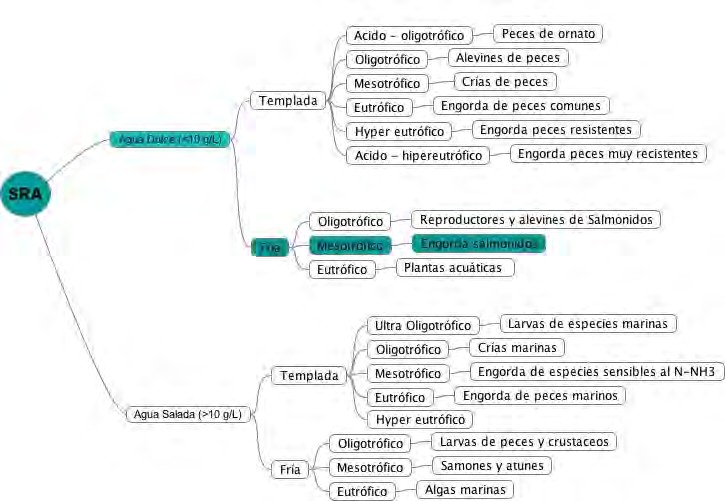 SRA
Agua Dulce (<10 g/L)
Templada
Acido - oligotrófico
Peces de ornato
Oligotrófico
Alevines de peces
Mesotrófico
Crías de peces
Eutrófico
Engorda de peces comunes
Hyper eutrófico
Engorda peces resistentes
Acido - hipereutrófico
Engorda peces muy recistentes
Fría
Oligotrófico
Reproductores y alevines de Salmonidos
Mesotrófico
Engorda salmonidos
Eutrófico
Plantas acuáticas
Agua Salada (>10 g/L)
Templada
Ultra Oligotrófico
Larvas de especies marinas
Oligotrófico
Crías marinas
Mesotrófico
Engorda de especies sensibles al N-NH3
Eutrófico
Engorda de peces marinos
Hyper eutrófico
Fría
Oligotrófico
Larvas de peces y crustaceos
Mesotrófico
Samones y atunes
Eutrófico
Algas marinas